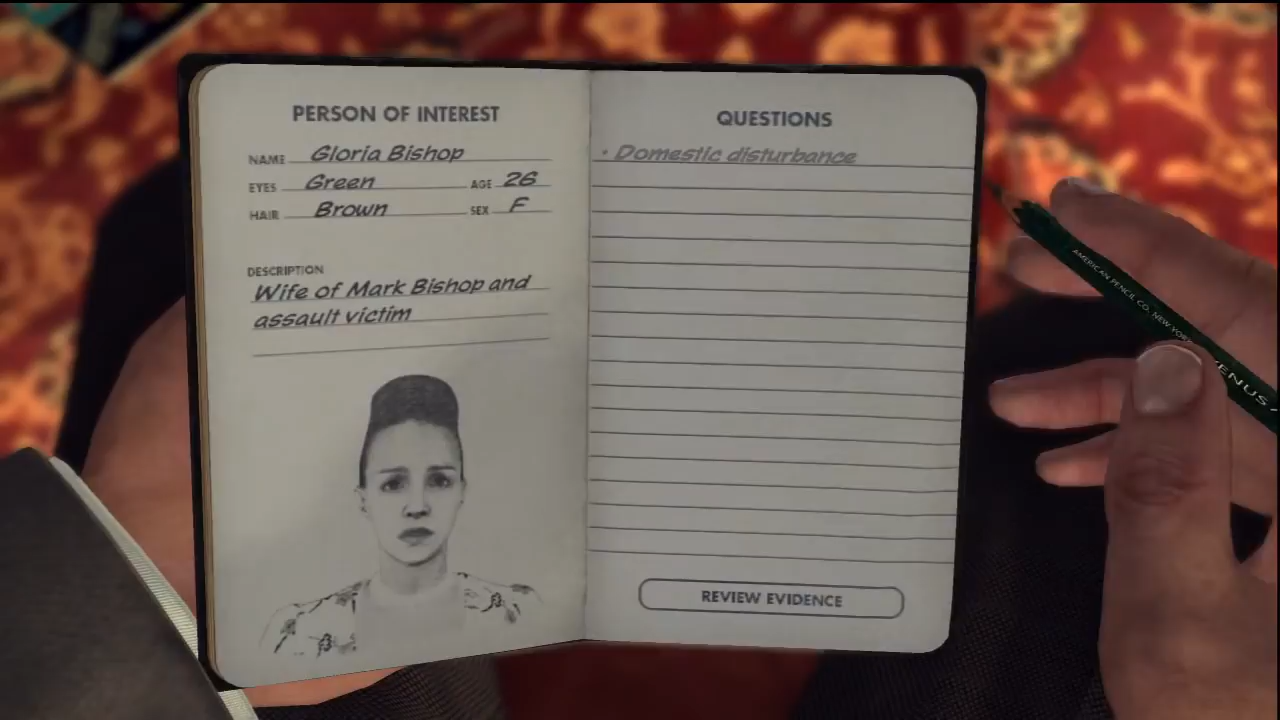 PERSON OF INTEREST
NAME Gloria Bishop
EYES Green AGE 26
HAIR Brown SEX F
DESCRIPTION
Wife of Mark Bishop and
assault victim
QUESTIONS
• Domestic disturbance
REVIEW EVIDENCE
AMERICAN PENCIL CO. NEW YORK
VENUS